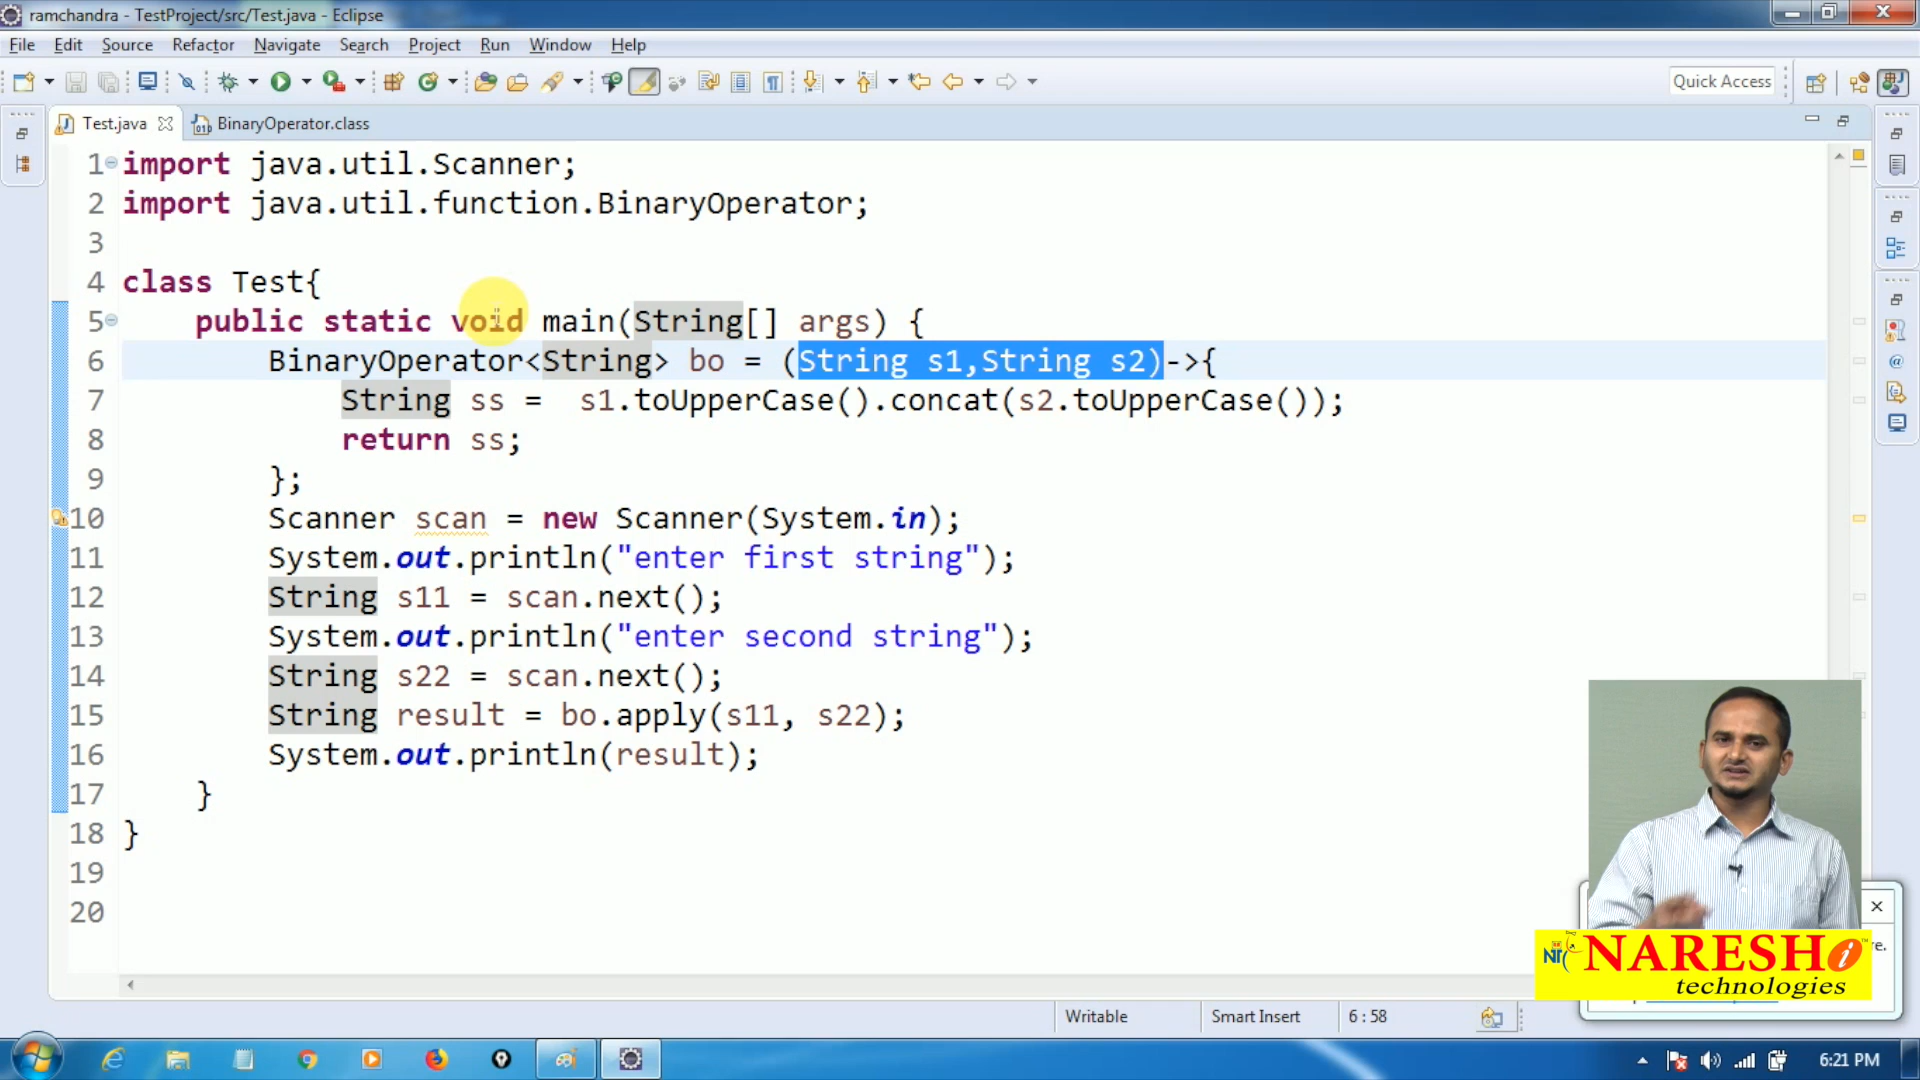 ramchandra - TestProject/src/Test.java - Eclipse
File Edit Source Refactor Navigate Search Project Run Window Help
Quick Access
Test.java BinaryOperator.class
1 import java.util.Scanner;
2 import java.util.function.BinaryOperator;
3
4 class Test{
5 public static void main(String[] args) {
6 BinaryOperator<String> bo = (String s1,String s2)->{
7 String ss =  s1.toUpperCase().concat(s2.toUpperCase());
8 return ss;
9 };
10 Scanner scan = new Scanner(System.in);
11 System.out.println("enter first string");
12 String s11 = scan.next();
13 System.out.println("enter second string");
14 String s22 = scan.next();
15 String result = bo.apply(s11, s22);
16 System.out.println(result);
17 }
18 }
19
20
re.
NARESH i
technologies
Writable Smart Insert 6 : 58
6:21 PM